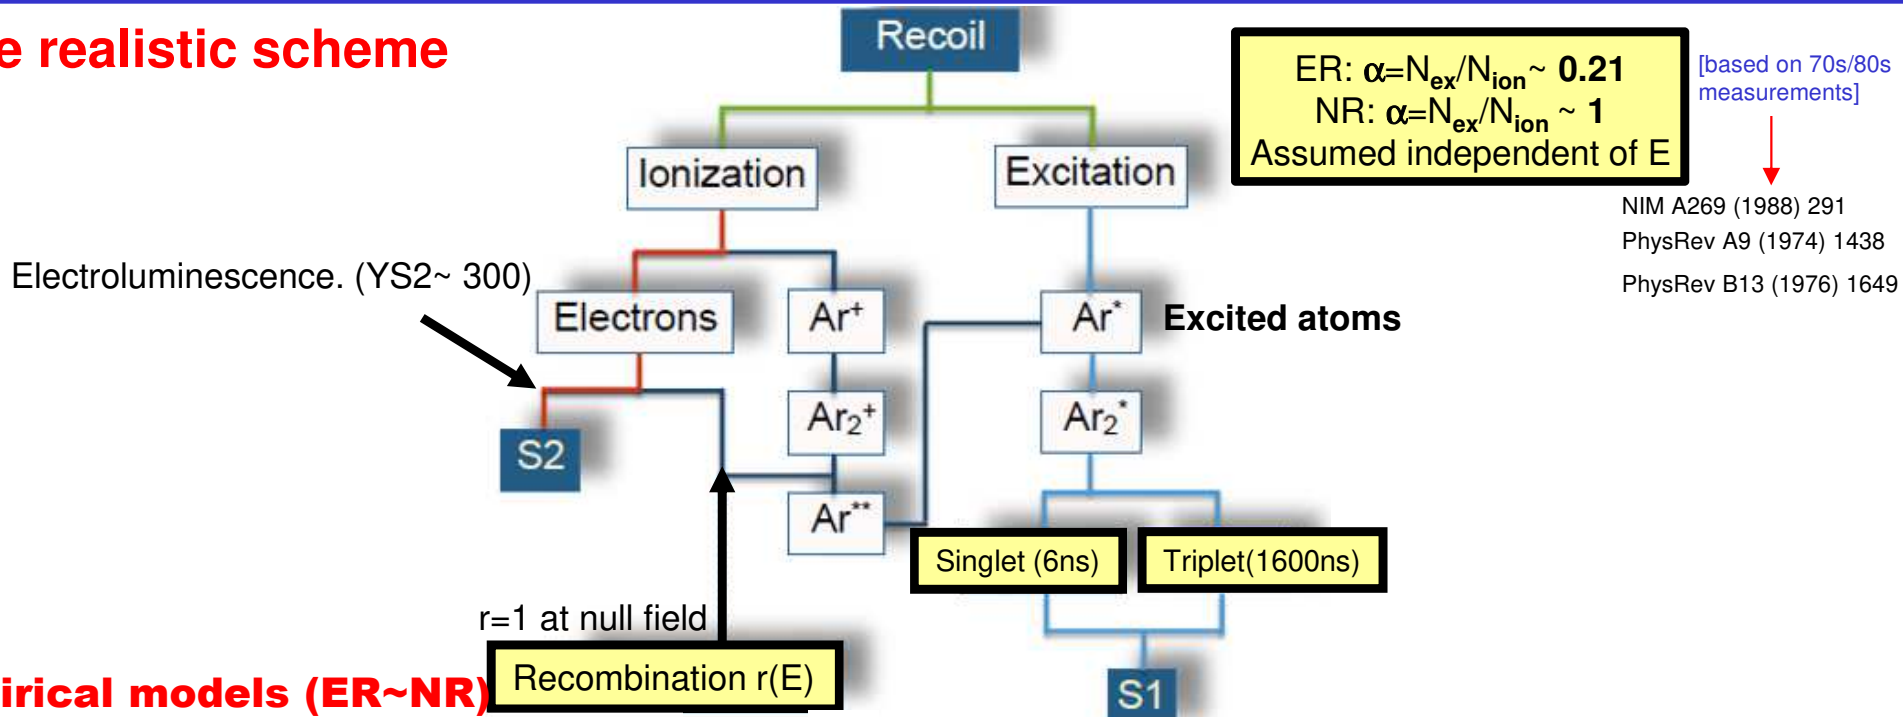 e realistic scheme
Recoil
ER: α=Nex/Nion~ 0.21
NR: α=Nex/Nion ~ 1
Assumed independent of E
[based on 70s/80s
measurements]
NIM A269 (1988) 291
PhysRev A9 (1974) 1438
PhysRev B13 (1976) 1649
Ionization
Excitation
Electroluminescence. (YS2~ 300)
Electrons
Ar+
Ar*
Excited atoms
Ar2+
Ar2*
S2
Ar**
Singlet (6ns)
Triplet(1600ns)
r=1 at null field
Recombination r(E)
irical models (ER~NR)
S1